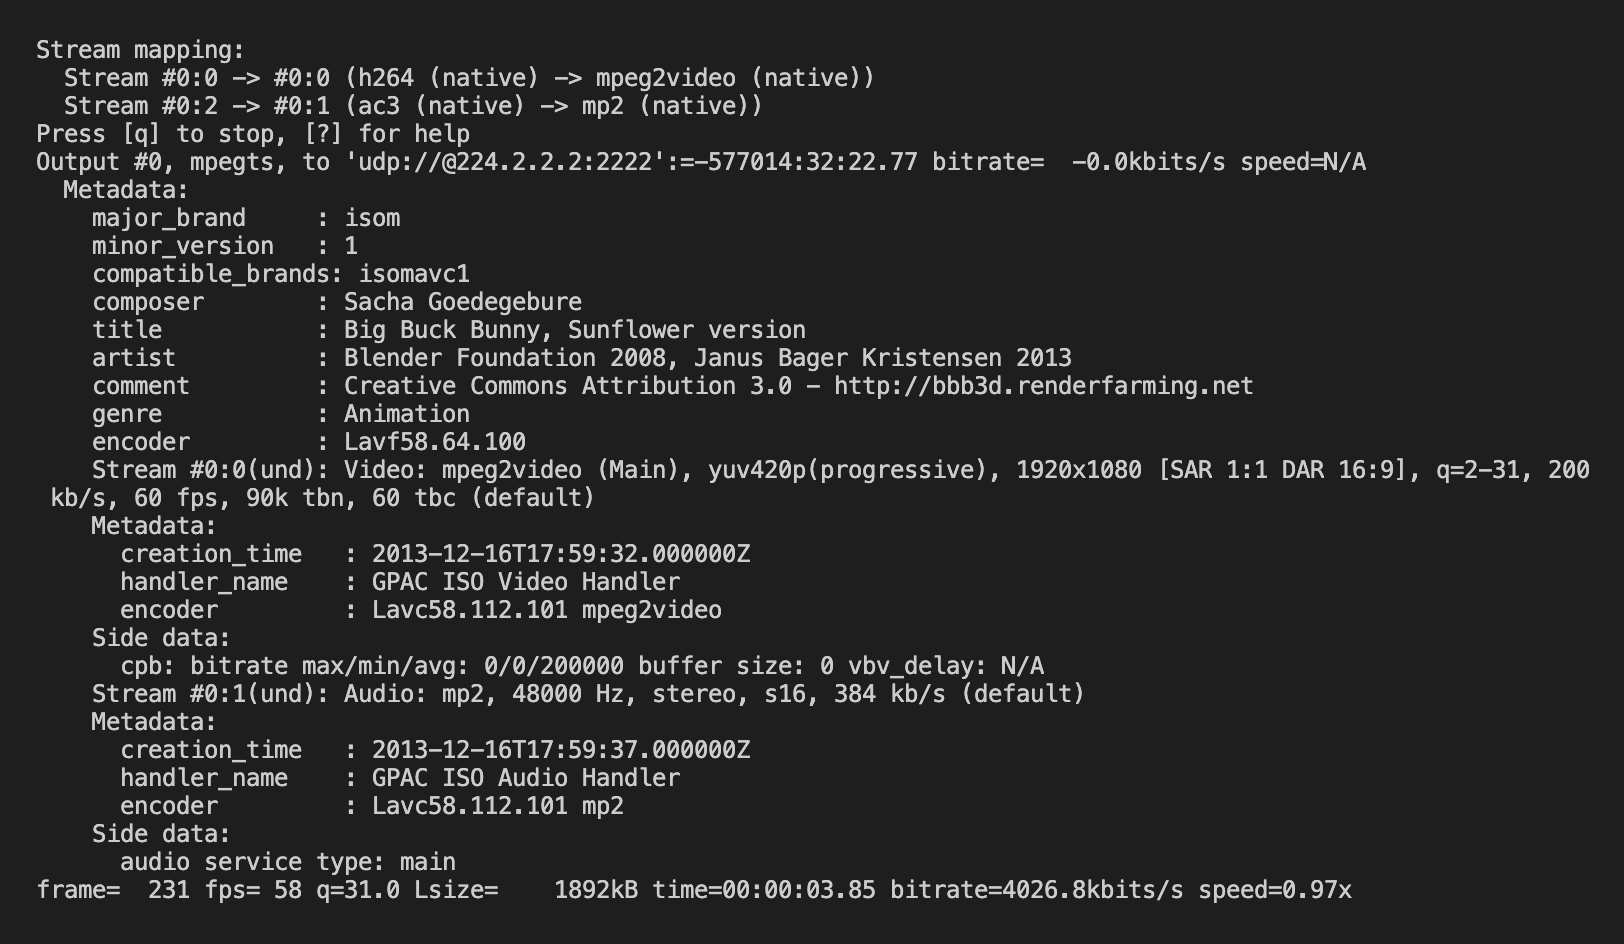 Stream mapping:
  Stream #0:0 -> #0:0 (h264 (native) -> mpeg2video (native))
  Stream #0:2 -> #0:1 (ac3 (native) -> mp2 (native))
Press [q] to stop, [?] for help
Output #0, mpegts, to 'udp://@224.2.2.2:2222':=-577014:32:22.77 bitrate=  -0.0kbits/s speed=N/A
  Metadata:
    major_brand     : isom
    minor_version   : 1
    compatible_brands: isomavc1
    composer        : Sacha Goedegebure
    title           : Big Buck Bunny, Sunflower version
    artist          : Blender Foundation 2008, Janus Bager Kristensen 2013
    comment         : Creative Commons Attribution 3.0 - http://bbb3d.renderfarming.net
    genre           : Animation
    encoder         : Lavf58.64.100
    Stream #0:0(und): Video: mpeg2video (Main), yuv420p(progressive), 1920x1080 [SAR 1:1 DAR 16:9], q=2-31, 200
 kb/s, 60 fps, 90k tbn, 60 tbc (default)
    Metadata:
      creation_time   : 2013-12-16T17:59:32.000000Z
      handler_name    : GPAC ISO Video Handler
      encoder         : Lavc58.112.101 mpeg2video
    Side data:
      cpb: bitrate max/min/avg: 0/0/200000 buffer size: 0 vbv_delay: N/A
    Stream #0:1(und): Audio: mp2, 48000 Hz, stereo, s16, 384 kb/s (default)
    Metadata:
      creation_time   : 2013-12-16T17:59:37.000000Z
      handler_name    : GPAC ISO Audio Handler
      encoder         : Lavc58.112.101 mp2
    Side data:
      audio service type: main
frame=  231 fps= 58 q=31.0 Lsize=    1892kB time=00:00:03.85 bitrate=4026.8kbits/s speed=0.97x